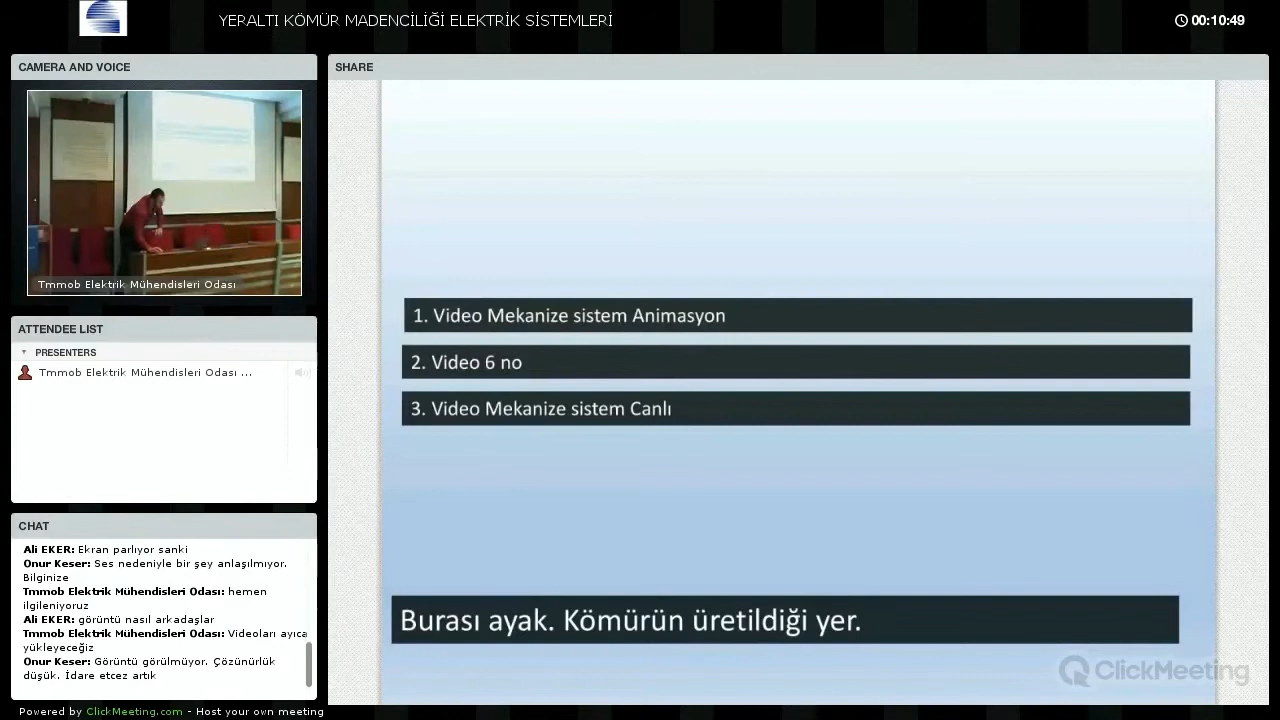 YERALTI KÖMÜR MADENCİLİĞİ ELEKTRİK SİSTEMLERİ
00:10:49
CAMERA AND VOICE
Tmmob Elektrik Mühendisleri Odası
ATTENDEE LIST
PRESENTERS
Tmmob Elektrik Mühendisleri Odası ...
CHAT
Ali EKER: Ekran parlıyor sanki
Onur Keser: Ses nedeniyle bir şey anlaşılmıyor.
Bilginize
Tmmob Elektrik Mühendisleri Odası: hemen
ilgileniyoruz
Ali EKER: görüntü nasıl arkadaşlar
Tmmob Elektrik Mühendisleri Odası: Videoları ayıca
yükleyeceğiz
Onur Keser: Görüntü görülmüyor. Çözünürlük
düşük. İdare etcez artık
Powered by ClickMeeting.com - Host your own meeting
SHARE
1. Video Mekanize sistem Animasyon
2. Video 6 no
3. Video Mekanize sistem Canlı
Burası ayak. Kömürün üretildiği yer.
ClickMeeting